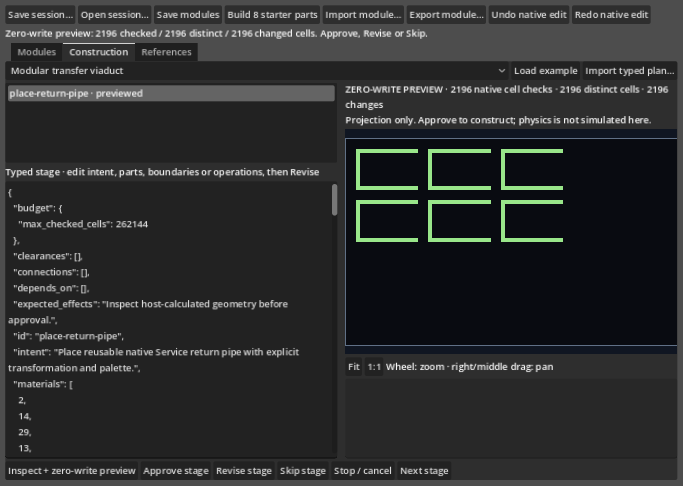 Save session... Open session... Save modules Build 8 starter parts Import module... Export module... Undo native edit Redo native edit
Zero-write preview: 2196 checked / 2196 distinct / 2196 changed cells. Approve, Revise or Skip.
Modules Construction References
Modular transfer viaduct Load example Import typed plan...
place-return-pipe · previewed
ZERO-WRITE PREVIEW · 2196 native cell checks · 2196 distinct cells · 2196
changes
Projection only. Approve to construct; physics is not simulated here.
Typed stage · edit intent, parts, boundaries or operations, then Revise
{
"budget": {
"max_checked_cells": 262144
},
"clearances": [],
"connections": [],
"depends_on": [],
"expected_effects": "Inspect host-calculated geometry before
approval.",
"id": "place-return-pipe",
"intent": "Place reusable native Service return pipe with explicit
transformation and palette.",
"materials": [
2,
14,
29,
13,
Fit 1:1 Wheel: zoom · right/middle drag: pan
Inspect + zero-write preview Approve stage Revise stage Skip stage Stop / cancel Next stage